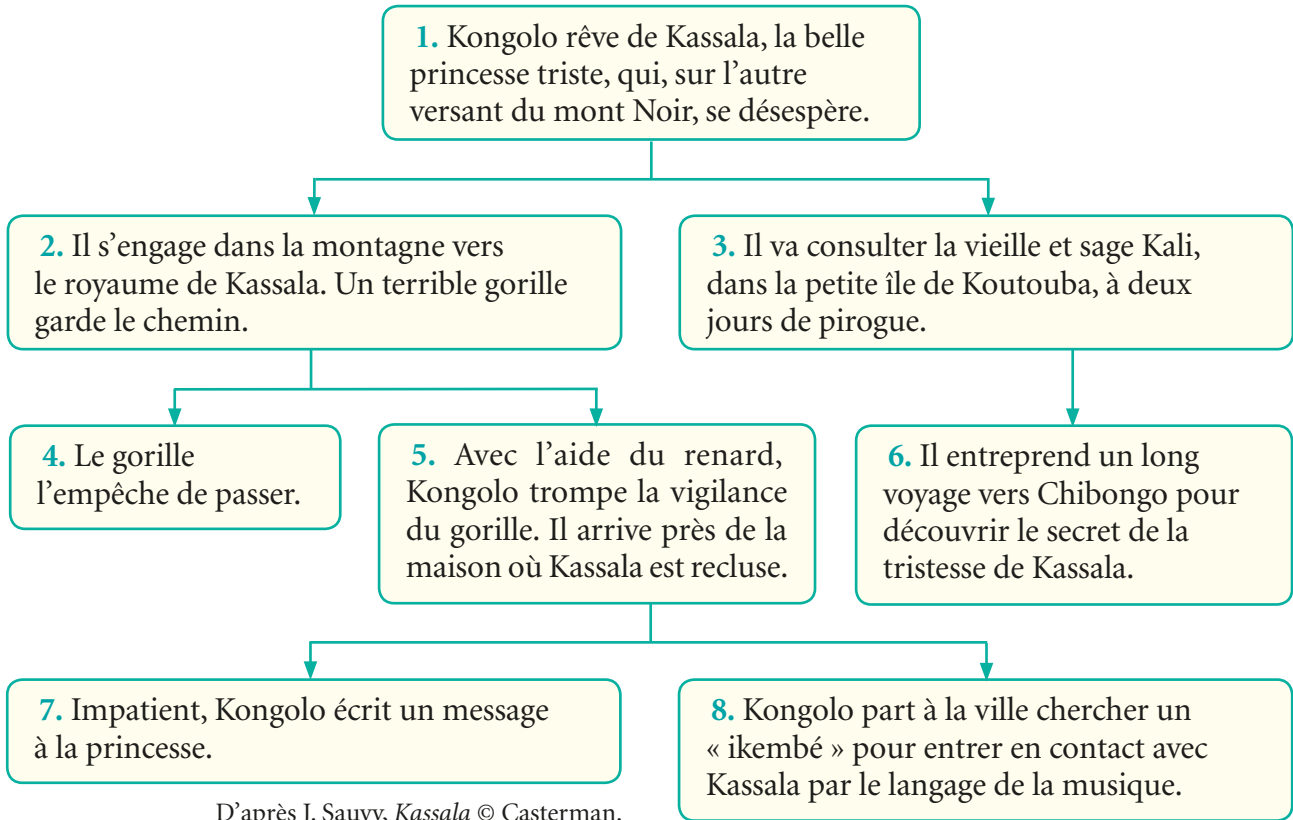 1. Kongolo rêve de Kassala, la belle
princesse triste, qui, sur l'autre
versant du mont Noir, se désespère.
2. Il s'engage dans la montagne vers
le royaume de Kassala. Un terrible gorille
garde le chemin.
3. Il va consulter la vieille et sage Kali,
dans la petite île de Koutouba, à deux
jours de pirogue.
4. Le gorille
l'empêche de passer.
5. Avec l'aide du renard,
Kongolo trompe la vigilance
du gorille. Il arrive près de la
maison où Kassala est recluse.
6. Il entreprend un long
voyage vers Chibongo pour
découvrir le secret de la
tristesse de Kassala.
7. Impatient, Kongolo écrit un message
à la princesse.
8. Kongolo part à la ville chercher un
« ikembé » pour entrer en contact avec
Kassala par le langage de la musique.
D'après J. Sauvy, Kassala © Casterman.